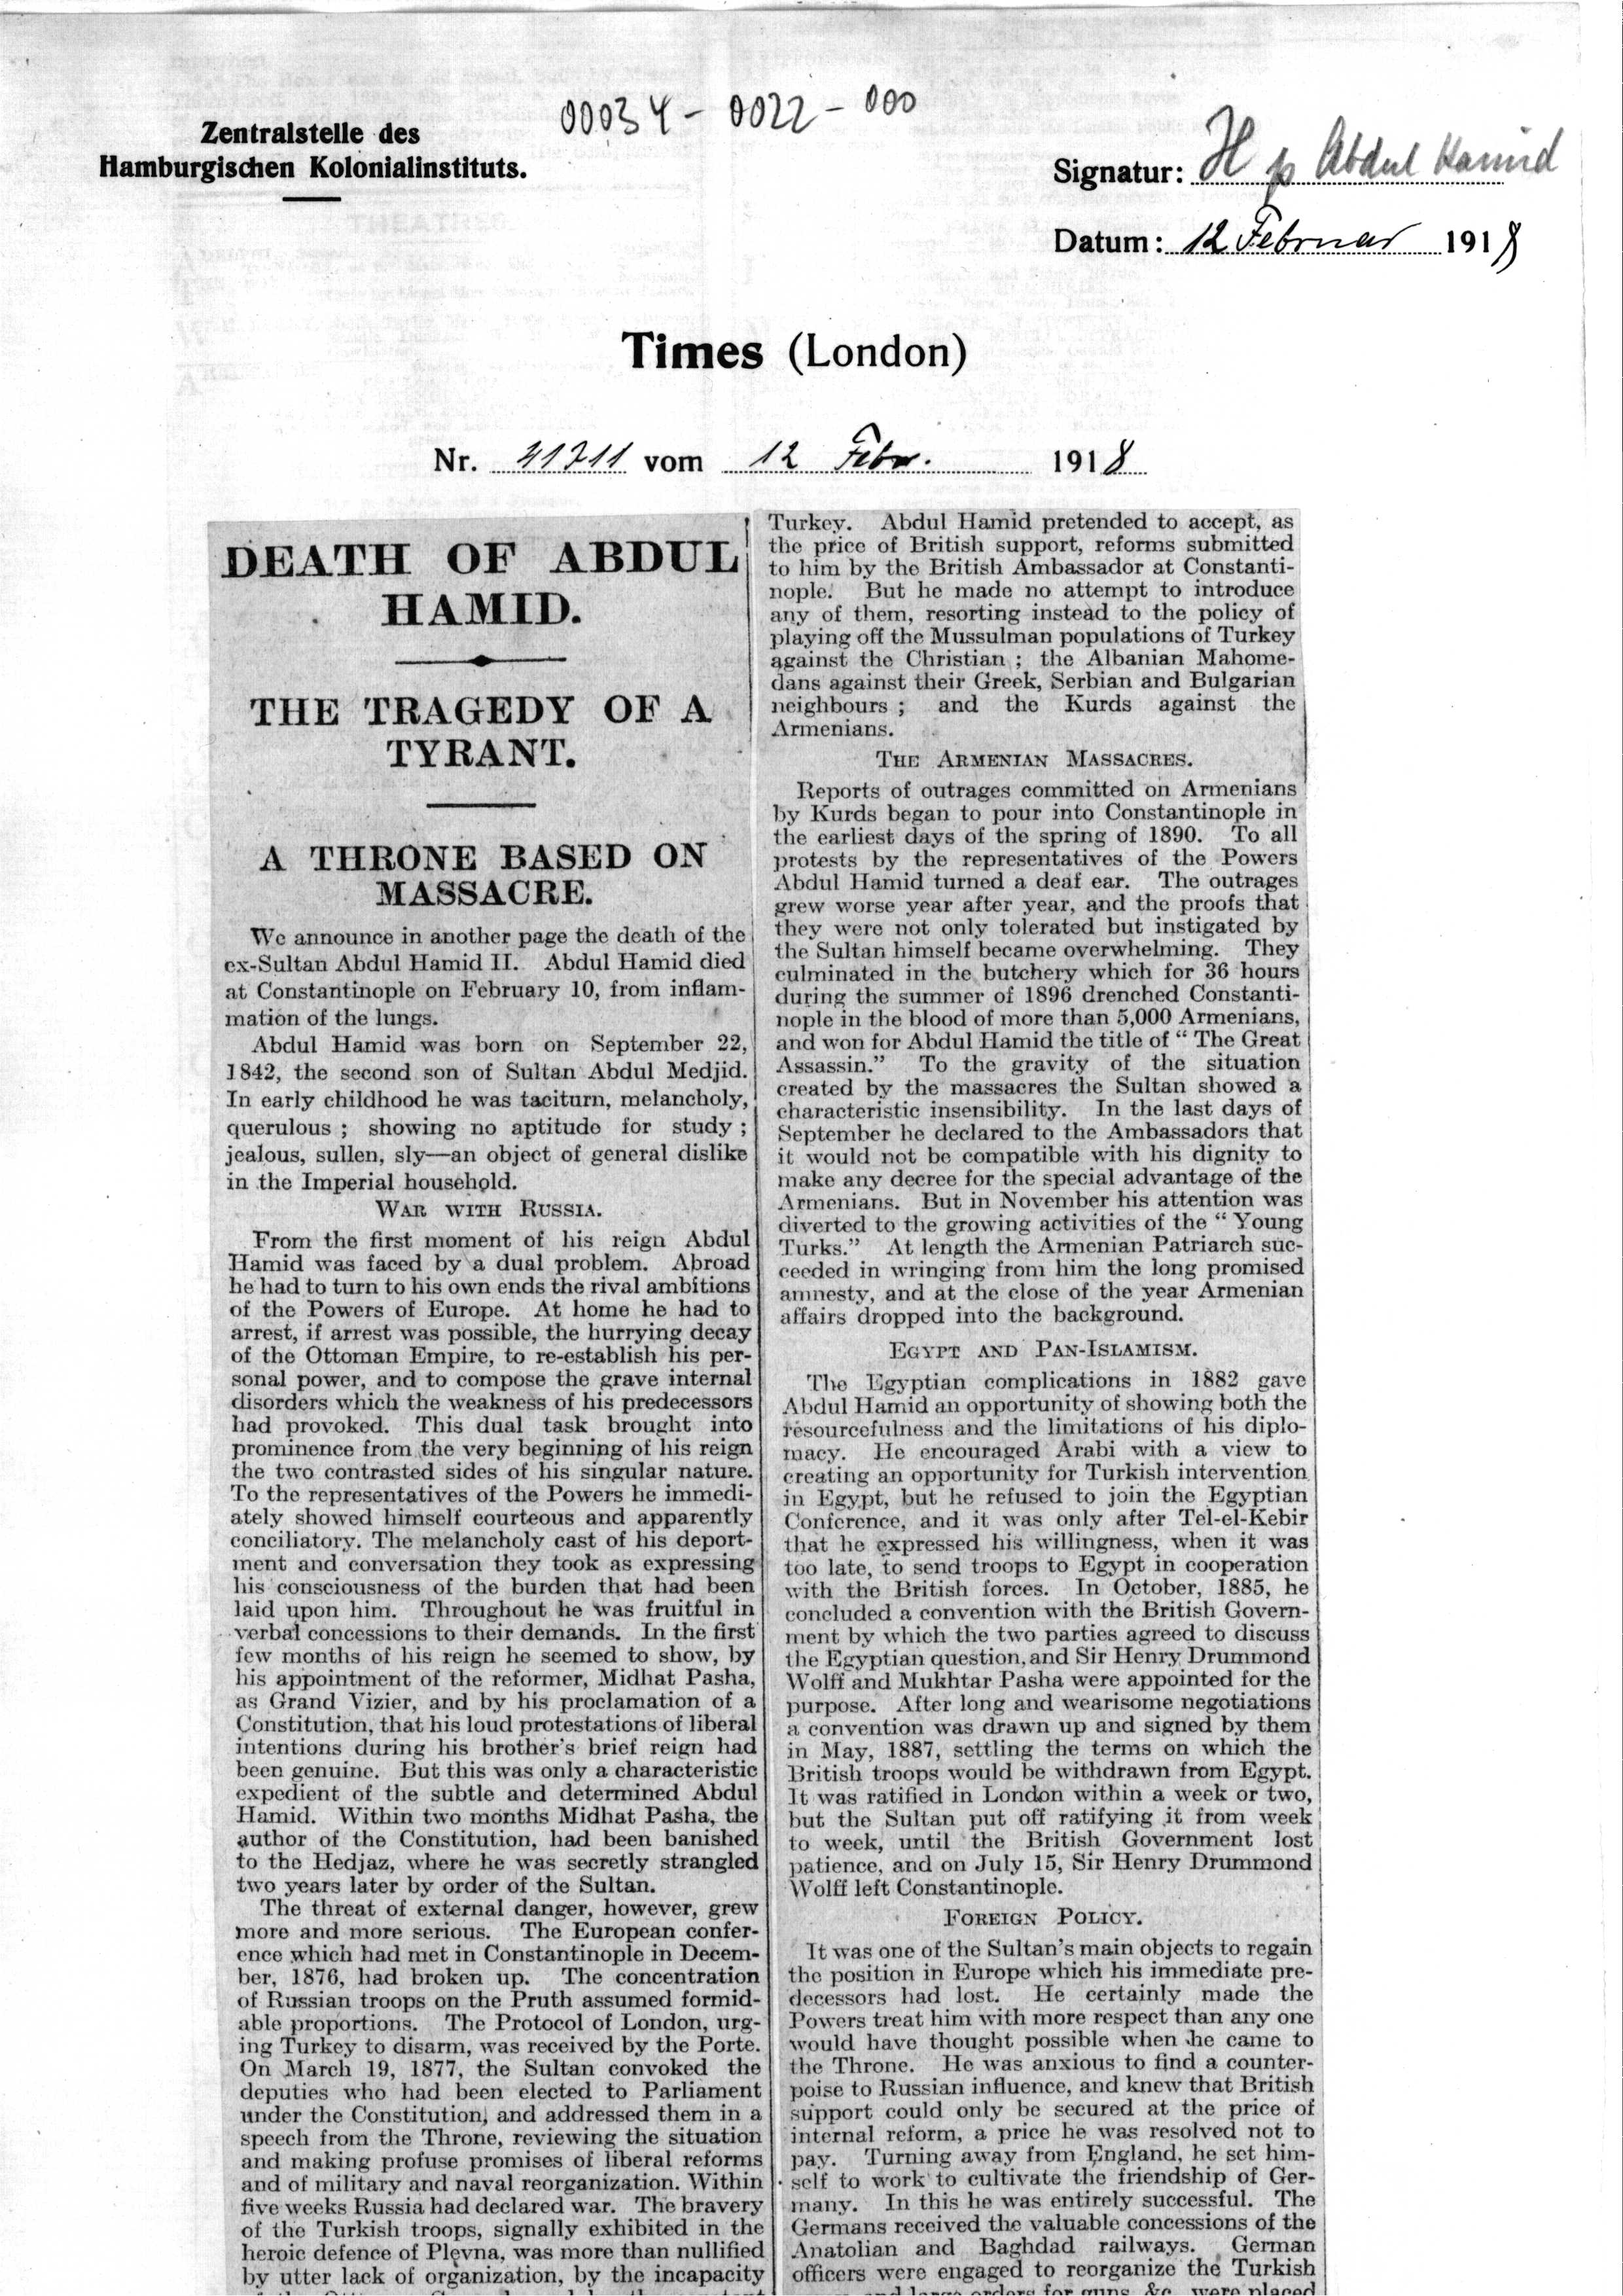 00034-0022-000
Zentralstelle des
Hamburgischen Kolonialinstituts.
Signatur: H p Abdul Hamid
Datum: 12 Februar 1918
Times (London)
Nr. 41711 vom 12 Febr. 1918
DEATH OF ABDUL
HAMID.
THE TRAGEDY OF A
TYRANT.
A THRONE BASED ON
MASSACRE.
We announce in another page the death of the
ex-Sultan Abdul Hamid II. Abdul Hamid died
at Constantinople on February 10, from inflam-
mation of the lungs.
Abdul Hamid was born on September 22,
1842, the second son of Sultan Abdul Medjid.
In early childhood he was taciturn, melancholy,
querulous ; showing no aptitude for study ;
jealous, sullen, sly—an object of general dislike
in the Imperial household.
WAR WITH RUSSIA.
From the first moment of his reign Abdul
Hamid was faced by a dual problem. Abroad
he had to turn to his own ends the rival ambitions
of the Powers of Europe. At home he had to
arrest, if arrest was possible, the hurrying decay
of the Ottoman Empire, to re-establish his per-
sonal power, and to compose the grave internal
disorders which the weakness of his predecessors
had provoked. This dual task brought into
prominence from the very beginning of his reign
the two contrasted sides of his singular nature.
To the representatives of the Powers he immedi-
ately showed himself courteous and apparently
conciliatory. The melancholy cast of his deport-
ment and conversation they took as expressing
his consciousness of the burden that had been
laid upon him. Throughout he was fruitful in
verbal concessions to their demands. In the first
few months of his reign he seemed to show, by
his appointment of the reformer, Midhat Pasha,
as Grand Vizier, and by his proclamation of a
Constitution, that his loud protestations of liberal
intentions during his brother's brief reign had
been genuine. But this was only a characteristic
expedient of the subtle and determined Abdul
Hamid. Within two months Midhat Pasha, the
author of the Constitution, had been banished
to the Hedjaz, where he was secretly strangled
two years later by order of the Sultan.
The threat of external danger, however, grew
more and more serious. The European confer-
ence which had met in Constantinople in Decem-
ber, 1876, had broken up. The concentration
of Russian troops on the Pruth assumed formid-
able proportions. The Protocol of London, urg-
ing Turkey to disarm, was received by the Porte.
On March 19, 1877, the Sultan convoked the
deputies who had been elected to Parliament
under the Constitution, and addressed them in a
speech from the Throne, reviewing the situation
and making profuse promises of liberal reforms
and of military and naval reorganization. Within
five weeks Russia had declared war. The bravery
of the Turkish troops, signally exhibited in the
heroic defence of Plevna, was more than nullified
by utter lack of organization, by the incapacity
Turkey. Abdul Hamid pretended to accept, as
the price of British support, reforms submitted
to him by the British Ambassador at Constanti-
nople. But he made no attempt to introduce
any of them, resorting instead to the policy of
playing off the Mussulman populations of Turkey
against the Christian ; the Albanian Mahome-
dans against their Greek, Serbian and Bulgarian
neighbours ; and the Kurds against the
Armenians.
THE ARMENIAN MASSACRES.
Reports of outrages committed on Armenians
by Kurds began to pour into Constantinople in
the earliest days of the spring of 1890. To all
protests by the representatives of the Powers
Abdul Hamid turned a deaf ear. The outrages
grew worse year after year, and the proofs that
they were not only tolerated but instigated by
the Sultan himself became overwhelming. They
culminated in the butchery which for 36 hours
during the summer of 1896 drenched Constanti-
nople in the blood of more than 5,000 Armenians,
and won for Abdul Hamid the title of "The Great
Assassin." To the gravity of the situation
created by the massacres the Sultan showed a
characteristic insensibility. In the last days of
September he declared to the Ambassadors that
it would not be compatible with his dignity to
make any decree for the special advantage of the
Armenians. But in November his attention was
diverted to the growing activities of the "Young
Turks." At length the Armenian Patriarch suc-
ceeded in wringing from him the long promised
amnesty, and at the close of the year Armenian
affairs dropped into the background.
EGYPT AND PAN-ISLAMISM.
The Egyptian complications in 1882 gave
Abdul Hamid an opportunity of showing both the
resourcefulness and the limitations of his diplo-
macy. He encouraged Arabi with a view to
creating an opportunity for Turkish intervention
in Egypt, but he refused to join the Egyptian
Conference, and it was only after Tel-el-Kebir
that he expressed his willingness, when it was
too late, to send troops to Egypt in cooperation
with the British forces. In October, 1885, he
concluded a convention with the British Govern-
ment by which the two parties agreed to discuss
the Egyptian question, and Sir Henry Drummond
Wolff and Mukhtar Pasha were appointed for the
purpose. After long and wearisome negotiations
a convention was drawn up and signed by them
in May, 1887, settling the terms on which the
British troops would be withdrawn from Egypt.
It was ratified in London within a week or two,
but the Sultan put off ratifying it from week
to week, until the British Government lost
patience, and on July 15, Sir Henry Drummond
Wolff left Constantinople.
FOREIGN POLICY.
It was one of the Sultan's main objects to regain
the position in Europe which his immediate pre-
decessors had lost. He certainly made the
Powers treat him with more respect than any one
would have thought possible when he came to
the Throne. He was anxious to find a counter-
poise to Russian influence, and knew that British
support could only be secured at the price of
internal reform, a price he was resolved not to
pay. Turning away from England, he set him-
self to work to cultivate the friendship of Ger-
many. In this he was entirely successful. The
Germans received the valuable concessions of the
Anatolian and Baghdad railways. German
officers were engaged to reorganize the Turkish